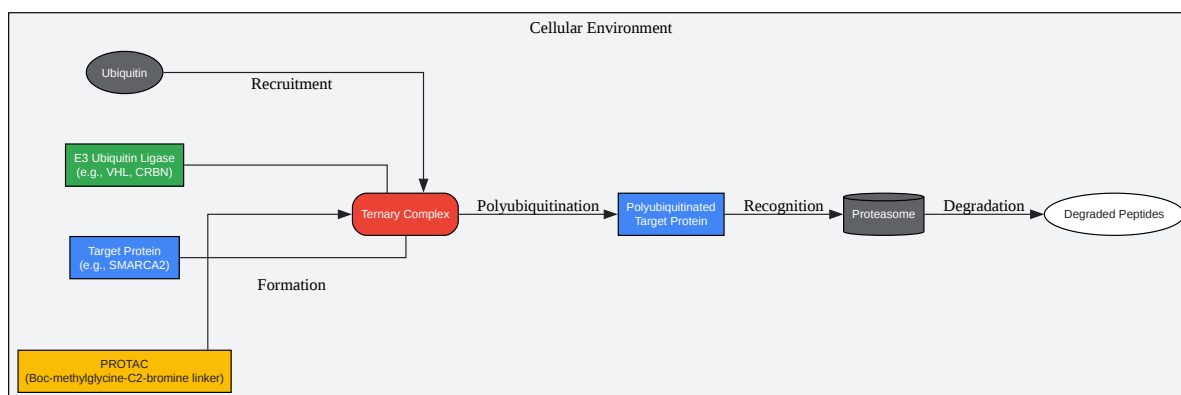 Cellular Environment
Ubiquitin
Recruitment
E3 Ubiquitin Ligase
(e.g., VHL, CRBN)
Ternary Complex
Polyubiquitination
Polyubiquitinated
Target Protein
Recognition
Proteasome
Degradation
Degraded Peptides
Target Protein
(e.g., SMARCA2)
Formation
PROTAC
(Boc-methylglycine-C2-bromine linker)